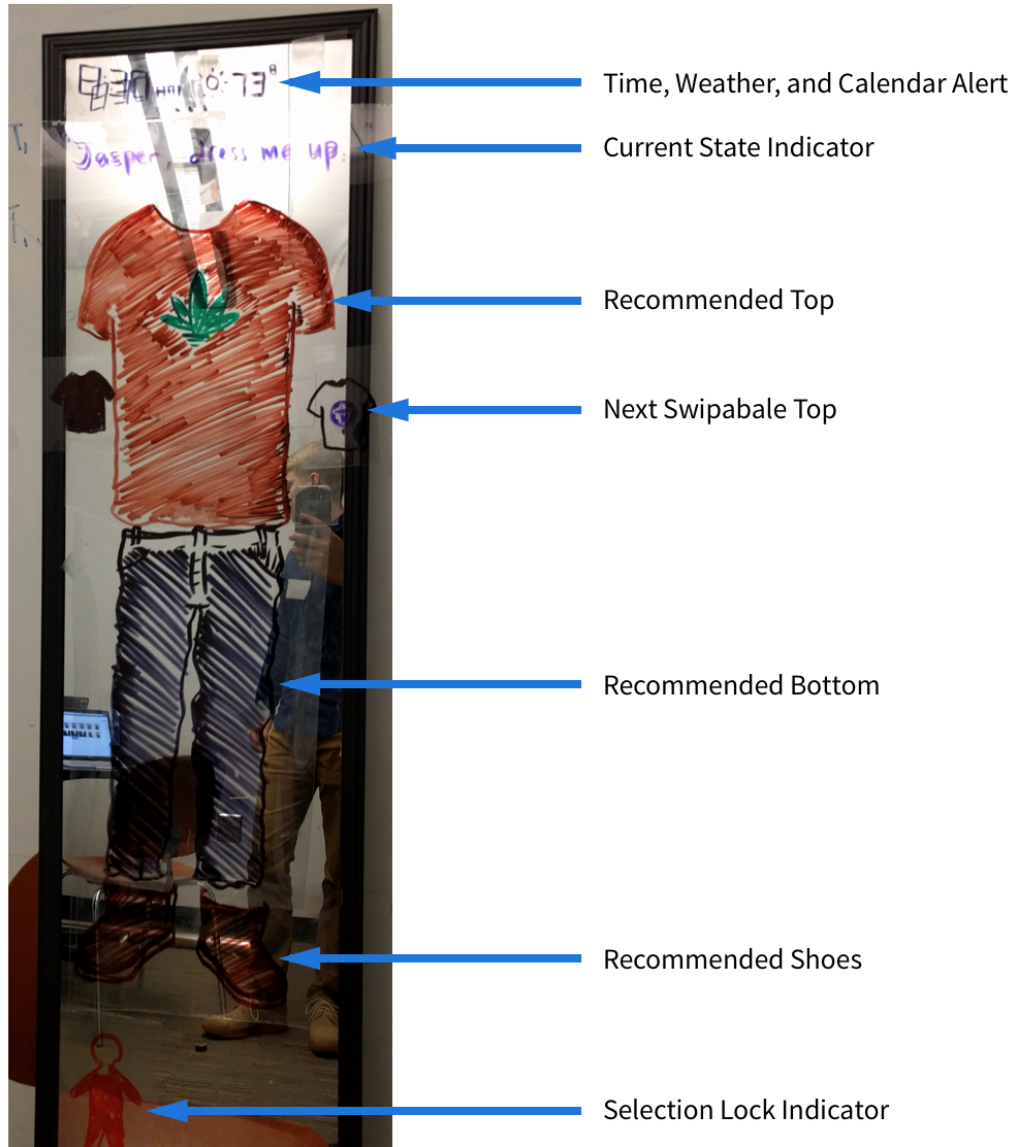 Time, Weather, and Calendar Alert
"Jasper, dress me up.
Current State Indicator
Recommended Top
Next Swipabale Top
Recommended Bottom
Recommended Shoes
Selection Lock Indicator